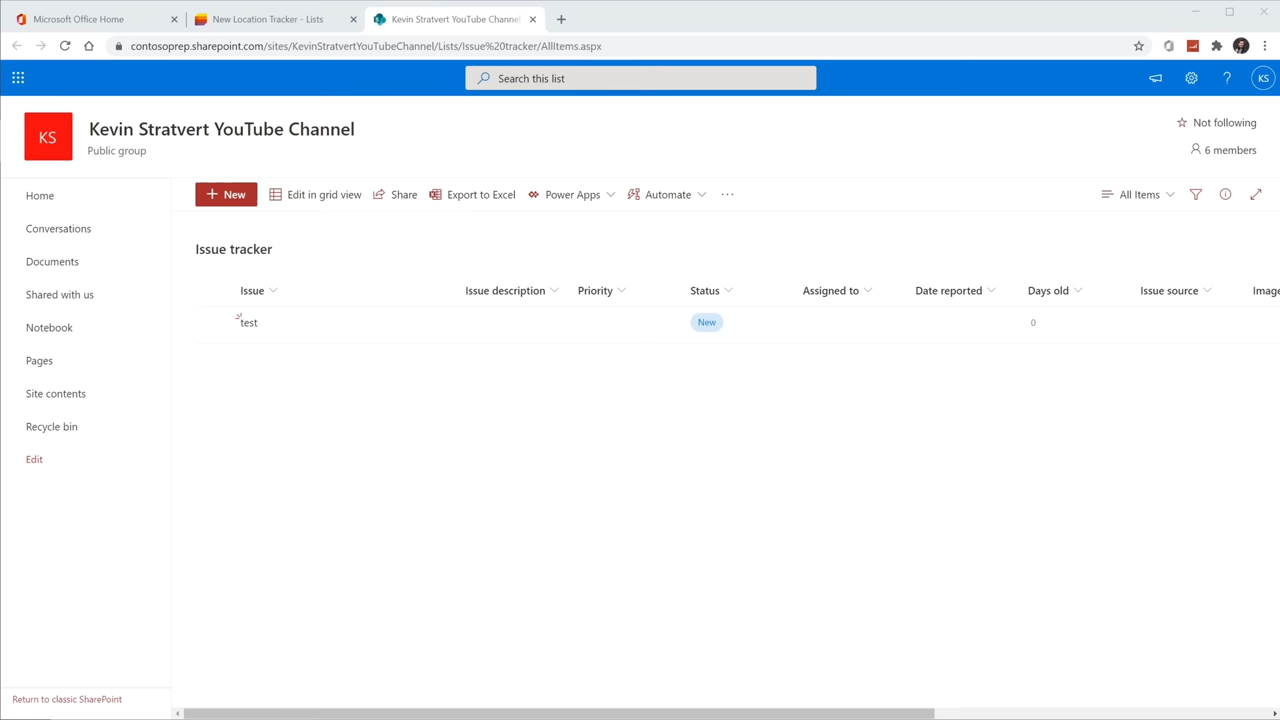 Microsoft Office Home
New Location Tracker - Lists
Kevin Stratvert YouTube Channel
contosoprep.sharepoint.com/sites/KevinStratvertYouTubeChannel/Lists/Issue%20tracker/AllItems.aspx
Search this list
KS
KS
Kevin Stratvert YouTube Channel
Public group
Not following
6 members
Home
Conversations
Documents
Shared with us
Notebook
Pages
Site contents
Recycle bin
Edit
Return to classic SharePoint
New
Edit in grid view
Share
Export to Excel
Power Apps
Automate
All Items
Issue tracker
Issue
Issue description
Priority
Status
Assigned to
Date reported
Days old
Issue source
Image
test
New
0